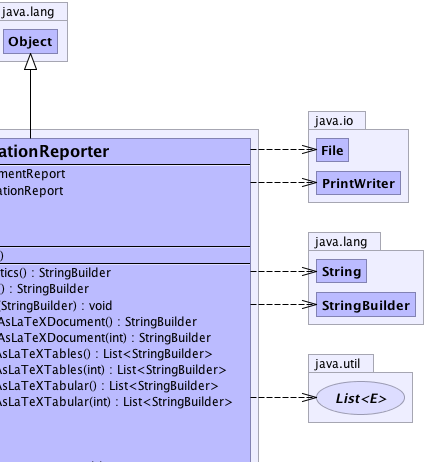 java.lang
Object
ationReporter
mentReport
ationReport
)
tics() : StringBuilder
() : StringBuilder
(StringBuilder) : void
AsLaTeXDocument() : StringBuilder
AsLaTeXDocument(int) : StringBuilder
AsLaTeXTables() : List<StringBuilder>
AsLaTeXTables(int) : List<StringBuilder>
AsLaTeXTabular() : List<StringBuilder>
AsLaTeXTabular(int) : List<StringBuilder>
java.io
File
PrintWriter
java.lang
String
StringBuilder
java.util
List<E>